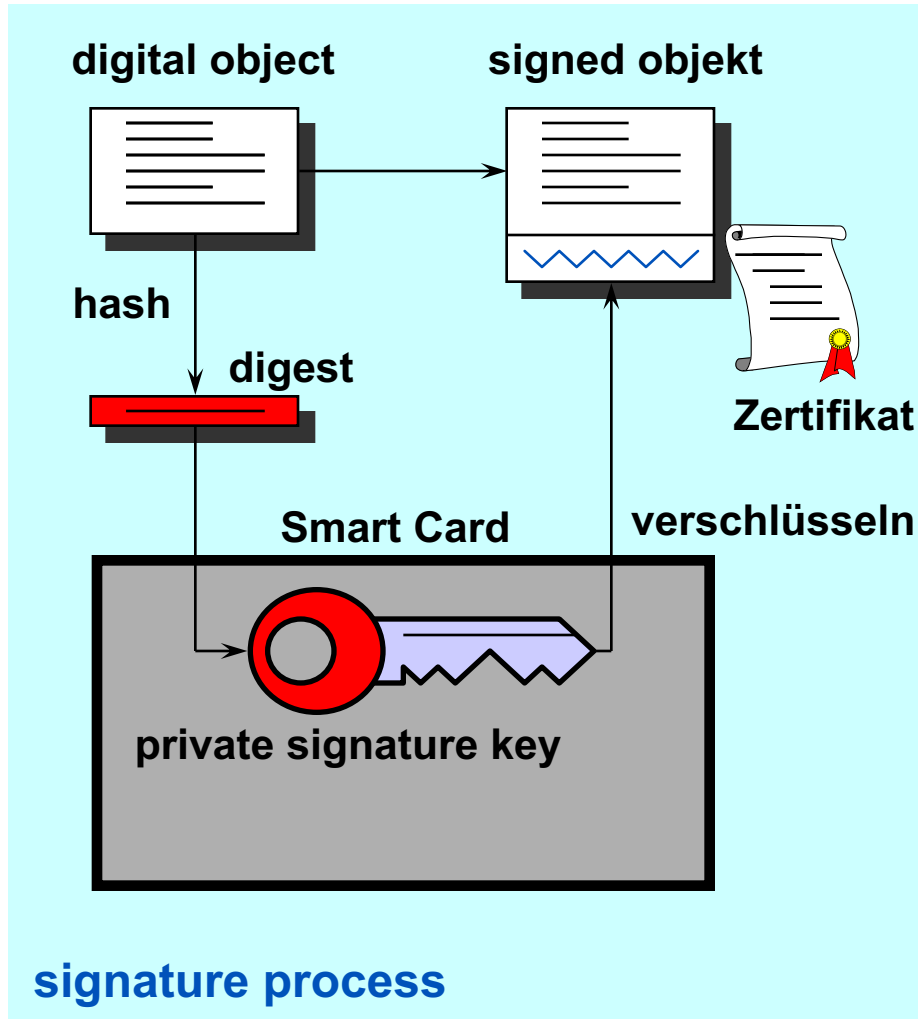 digital object
signed objekt
hash
digest
Zertifikat
Smart Card
verschlüsseln
private signature key
signature process